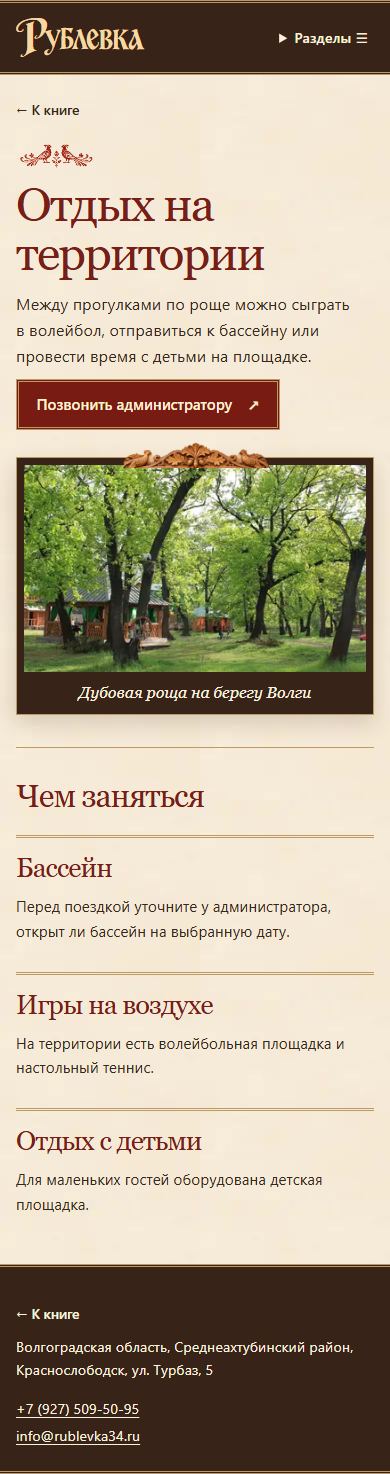 Рублевка
▶ Разделы ☰
← К книге
Отдых на
территории
Между прогулками по роще можно сыграть
в волейбол, отправиться к бассейну или
провести время с детьми на площадке.
Позвонить администратору ↗
Дубовая роща на берегу Волги
Чем заняться
Бассейн
Перед поездкой уточните у администратора,
открыт ли бассейн на выбранную дату.
Игры на воздухе
На территории есть волейбольная площадка и
настольный теннис.
Отдых с детьми
Для маленьких гостей оборудована детская
площадка.
← К книге
Волгоградская область, Среднеахтубинский район,
Краснослободск, ул. Турбаз, 5
+7 (927) 509-50-95
info@rublevka34.ru